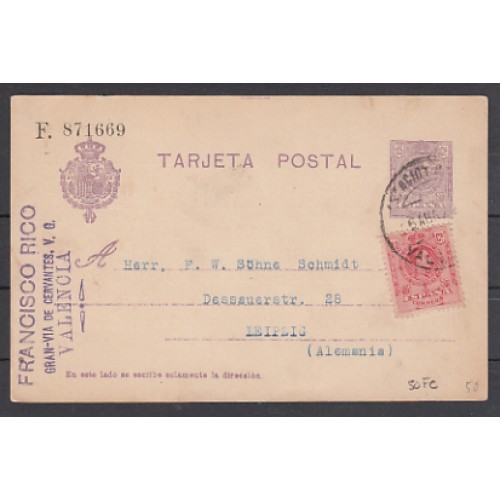 F. 871669
TARJETA POSTAL
FRANCISCO RICO
GRAN-VIA DE CERVANTES, V. O.
VALENCIA
A
Herr. F. W. Söhne Schmidt
Dessauerstr. 28
LEIPZIG
(Alemania)
En este lado se escribe solamente la dirección.
50FC
50